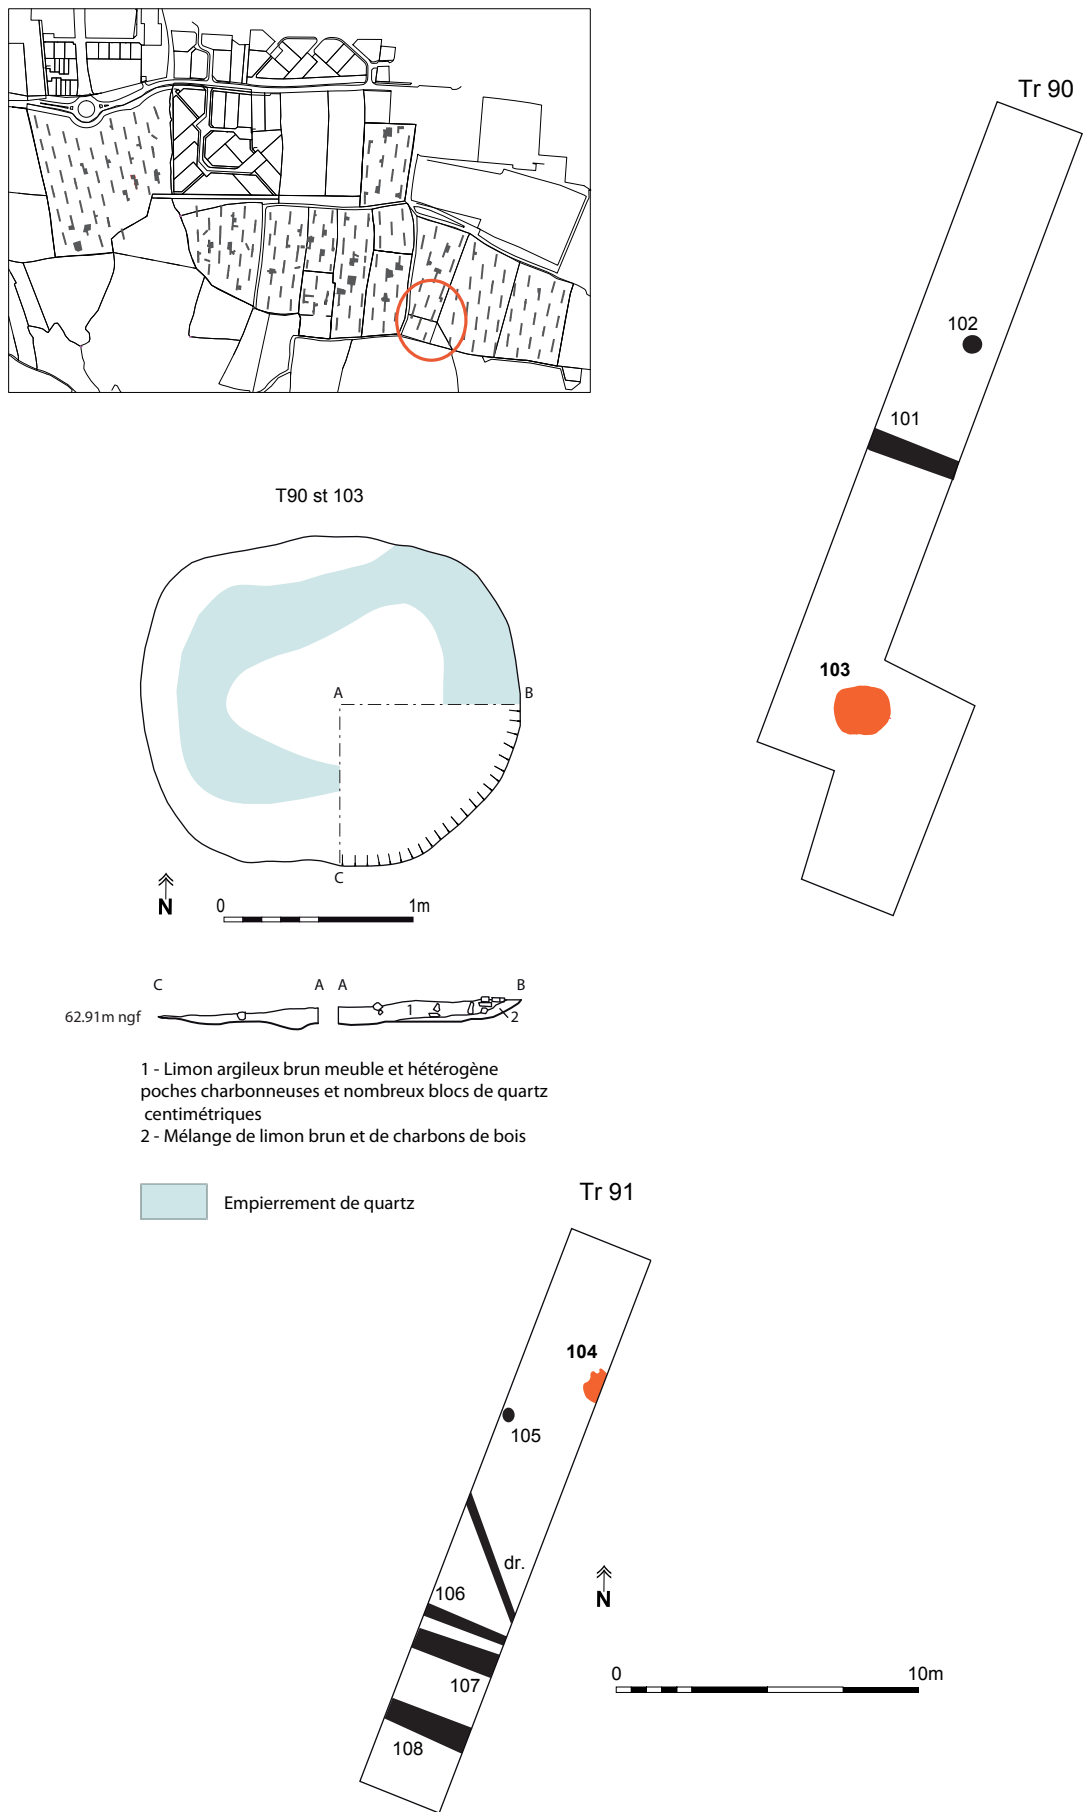 Tr 90
102
101
103
T90 st 103
A
B
C
N
0 1m
C A A B
62.91m ngf
1
2
1 - Limon argileux brun meuble et hétérogène
poches charbonneuses et nombreux blocs de quartz
centimétriques
2 - Mélange de limon brun et de charbons de bois
Empierrement de quartz
Tr 91
104
105
dr.
106
107
108
N
0 10m